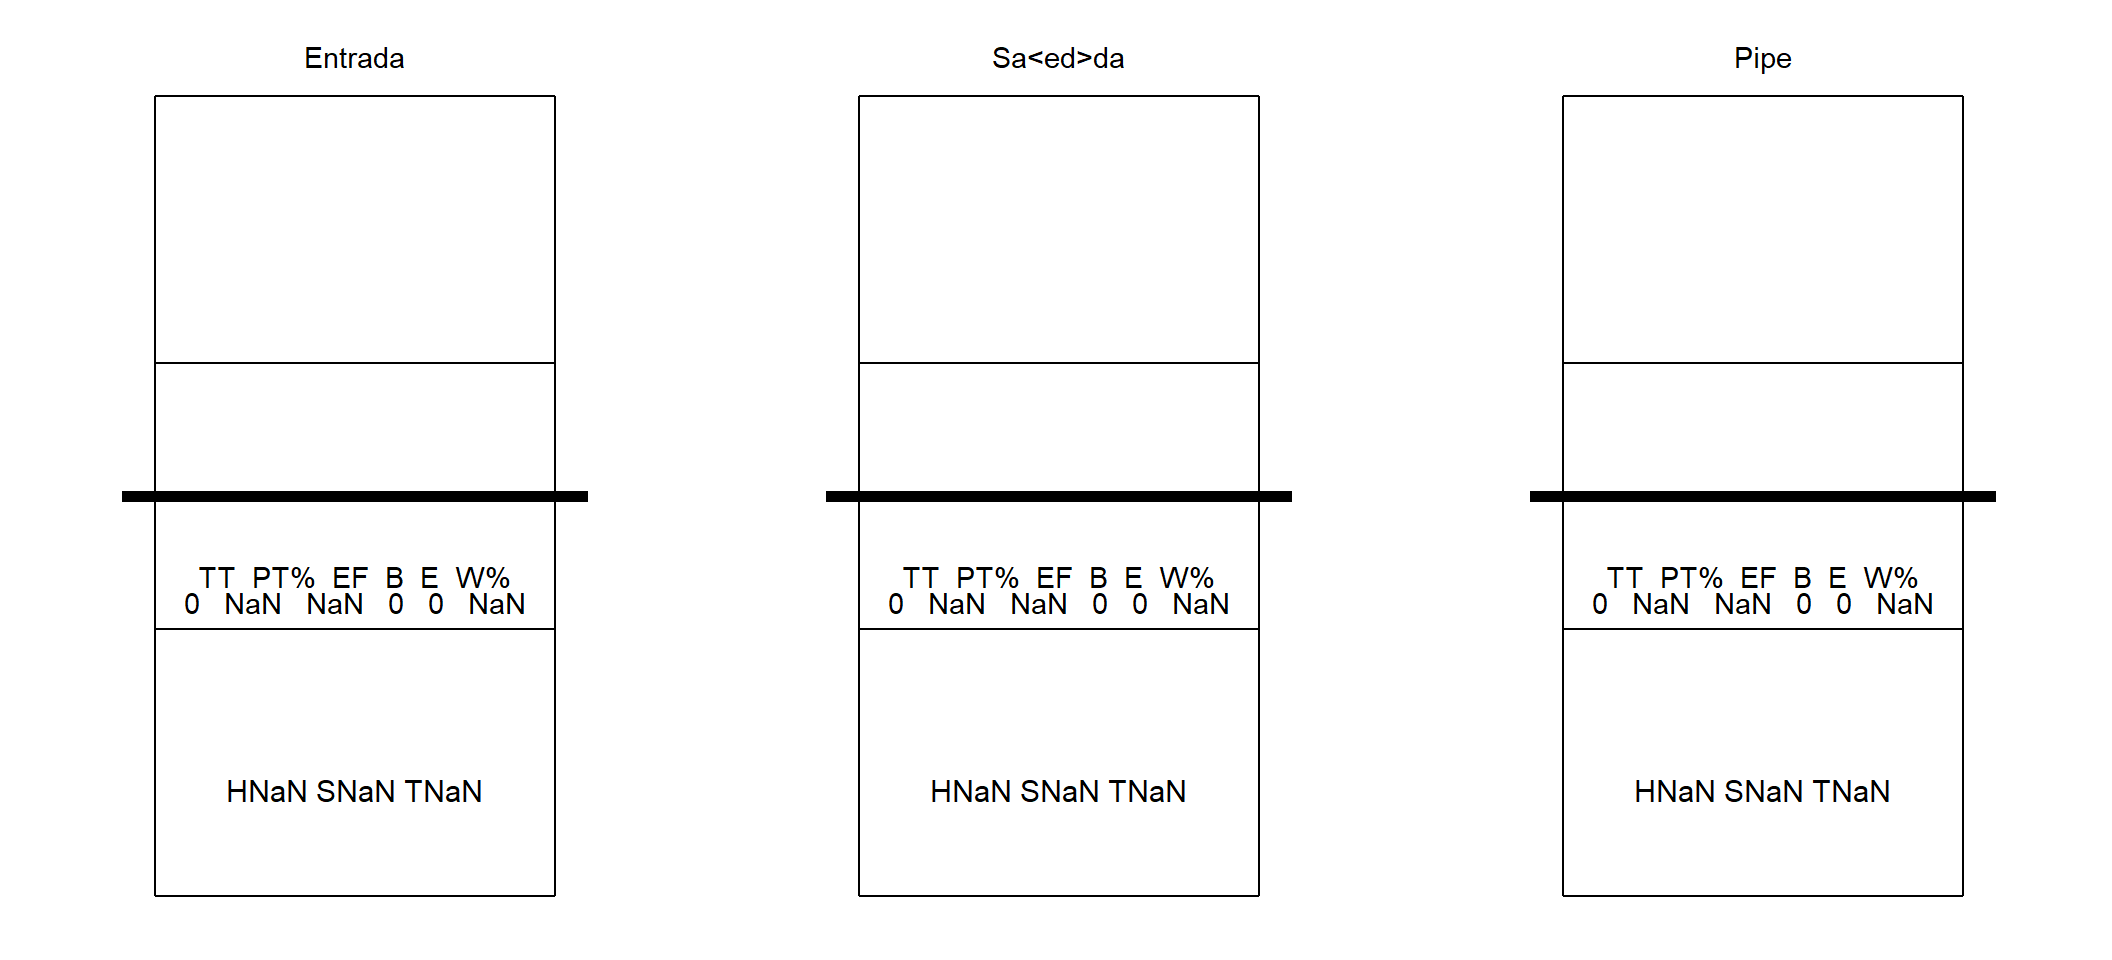 Entrada
TT PT% EF B E W%
0 NaN NaN 0 0 NaN
HNaN SNaN TNaN
Sa<ed>da
TT PT% EF B E W%
0 NaN NaN 0 0 NaN
HNaN SNaN TNaN
Pipe
TT PT% EF B E W%
0 NaN NaN 0 0 NaN
HNaN SNaN TNaN